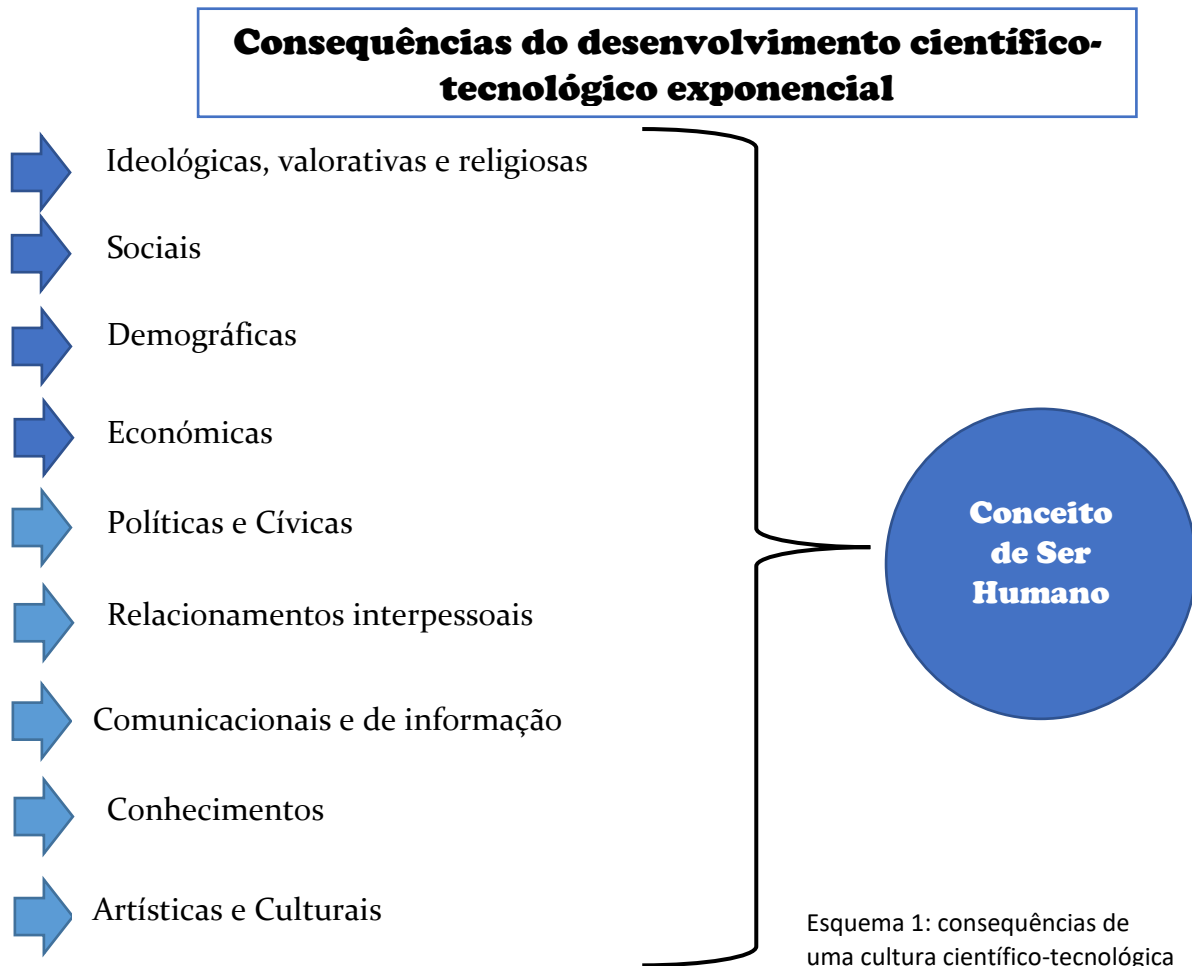 Consequências do desenvolvimento científico-
tecnológico exponencial
Ideológicas, valorativas e religiosas
Sociais
Demográficas
Económicas
Políticas e Cívicas
Relacionamentos interpessoais
Comunicacionais e de informação
Conhecimentos
Artísticas e Culturais
Conceito
de Ser
Humano
Esquema 1: consequências de
uma cultura científico-tecnológica